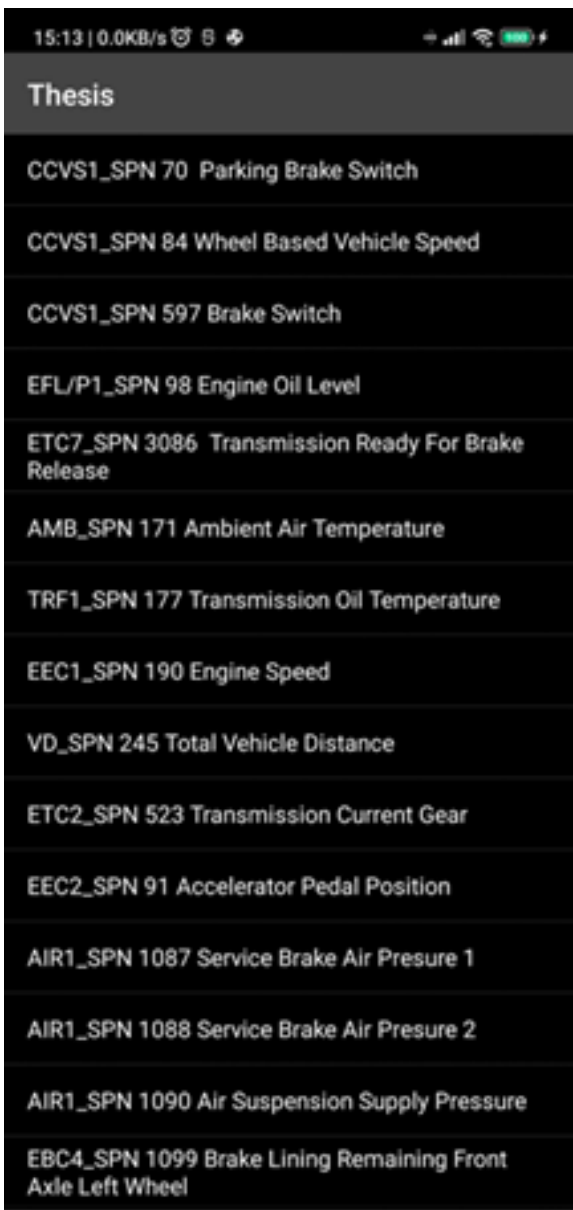 15:13 | 0.0KB/s
100
Thesis
CCVS1_SPN 70  Parking Brake Switch
CCVS1_SPN 84 Wheel Based Vehicle Speed
CCVS1_SPN 597 Brake Switch
EFL/P1_SPN 98 Engine Oil Level
ETC7_SPN 3086  Transmission Ready For Brake
Release
AMB_SPN 171 Ambient Air Temperature
TRF1_SPN 177 Transmission Oil Temperature
EEC1_SPN 190 Engine Speed
VD_SPN 245 Total Vehicle Distance
ETC2_SPN 523 Transmission Current Gear
EEC2_SPN 91 Accelerator Pedal Position
AIR1_SPN 1087 Service Brake Air Presure 1
AIR1_SPN 1088 Service Brake Air Presure 2
AIR1_SPN 1090 Air Suspension Supply Pressure
EBC4_SPN 1099 Brake Lining Remaining Front
Axle Left Wheel